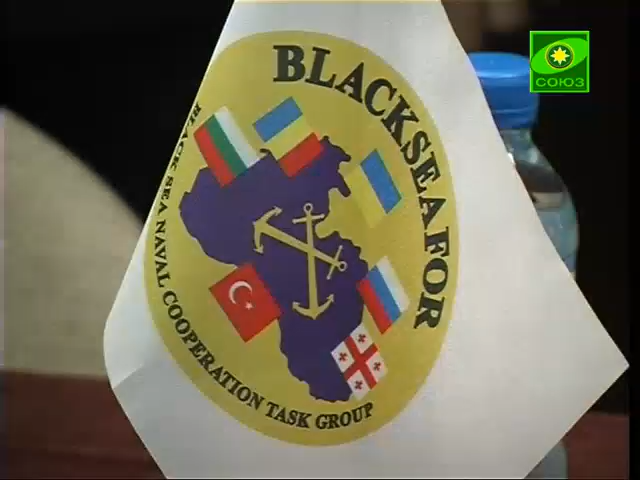 BLACKSEAFOR
BLACK SEA NAVAL COOPERATION TASK GROUP
СОЮЗ